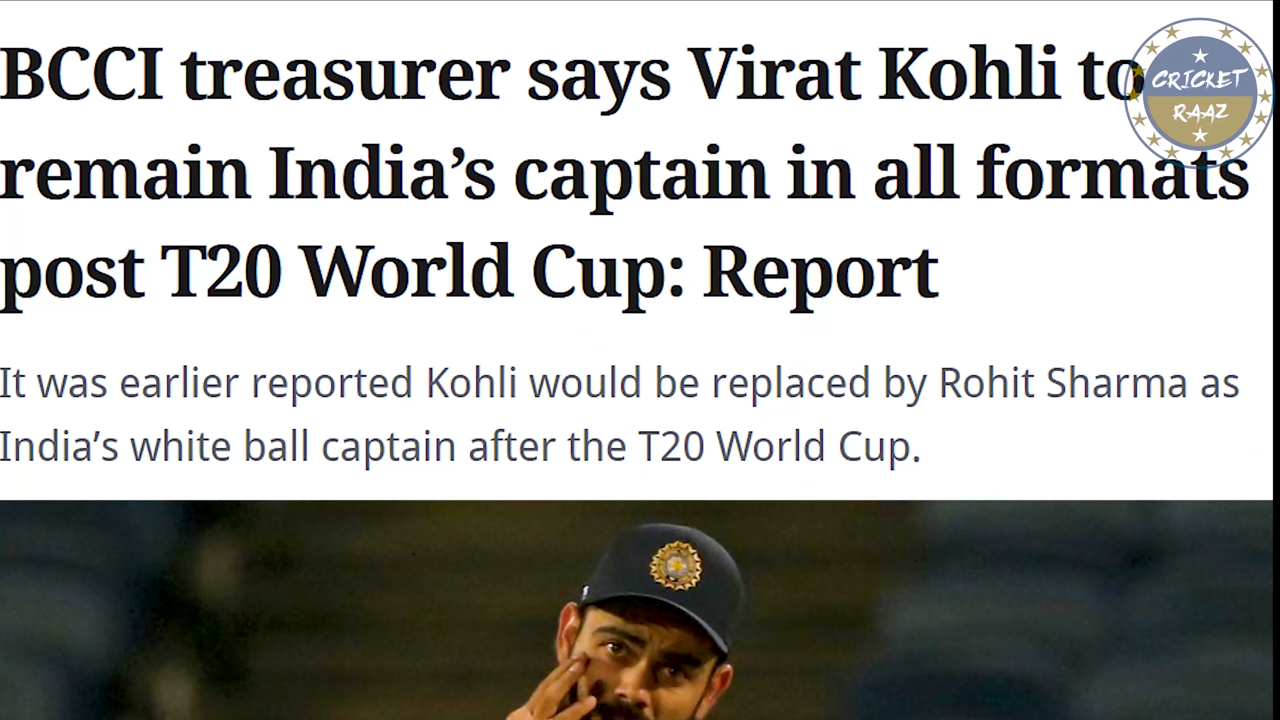 BCCI treasurer says Virat Kohli to
remain India’s captain in all formats
post T20 World Cup: Report
CRICKET
RAAZ
It was earlier reported Kohli would be replaced by Rohit Sharma as
India’s white ball captain after the T20 World Cup.